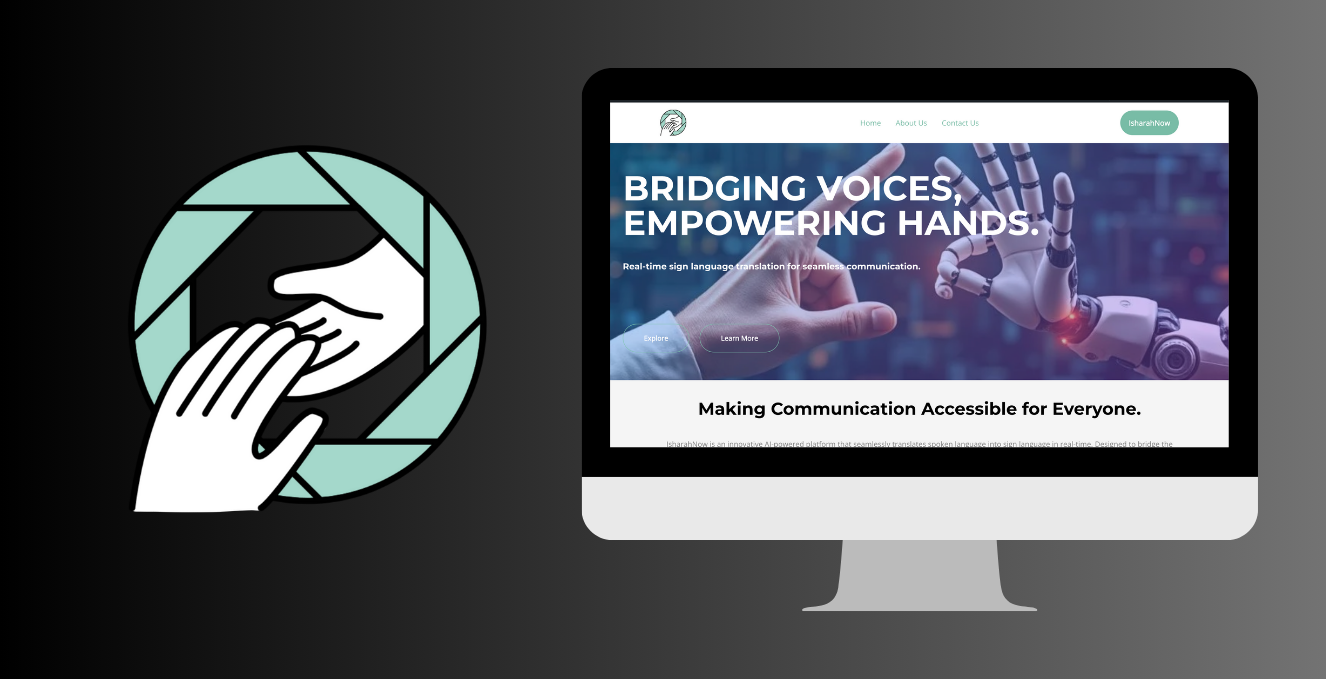 Home About Us Contact Us IsharahNow
BRIDGING VOICES,
EMPOWERING HANDS.
Real-time sign language translation for seamless communication.
Explore Learn More
Making Communication Accessible for Everyone.
IsharahNow is an innovative AI-powered platform that seamlessly translates spoken language into sign language in real-time. Designed to bridge the